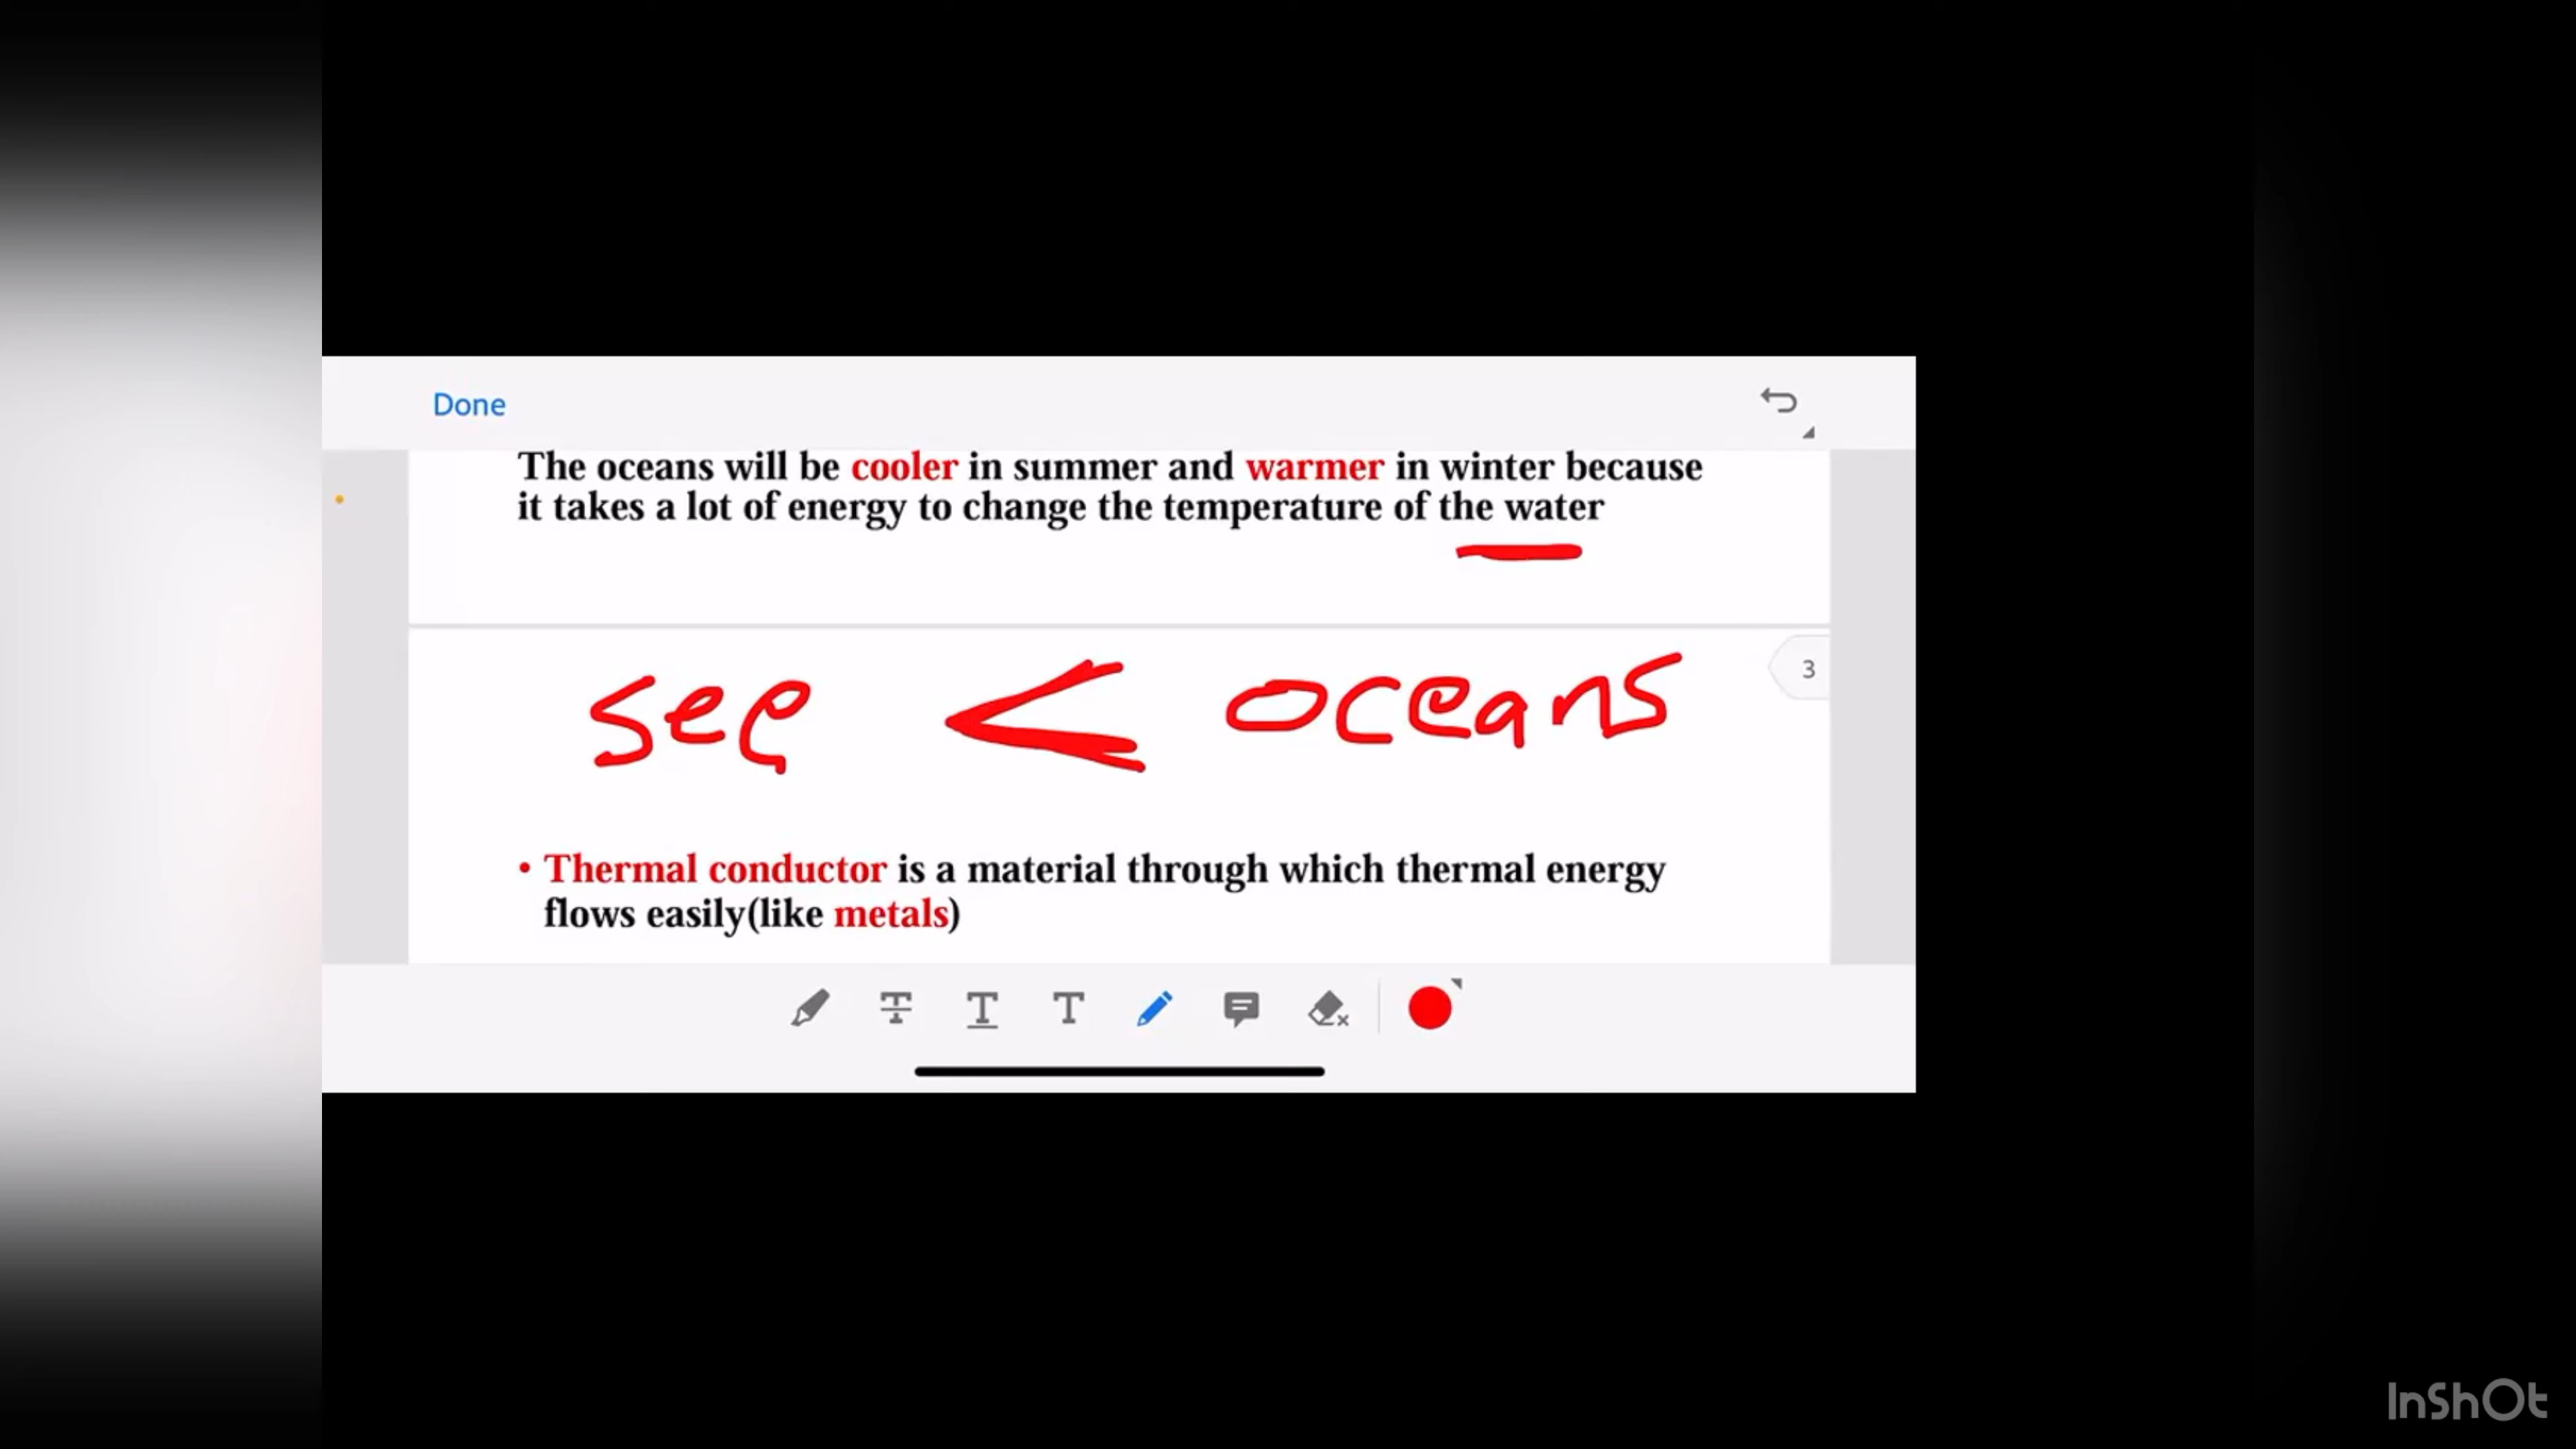 Done
The oceans will be cooler in summer and warmer in winter because
it takes a lot of energy to change the temperature of the water
see < oceans
3
• Thermal conductor is a material through which thermal energy
flows easily(like metals)
T T T
InShOt